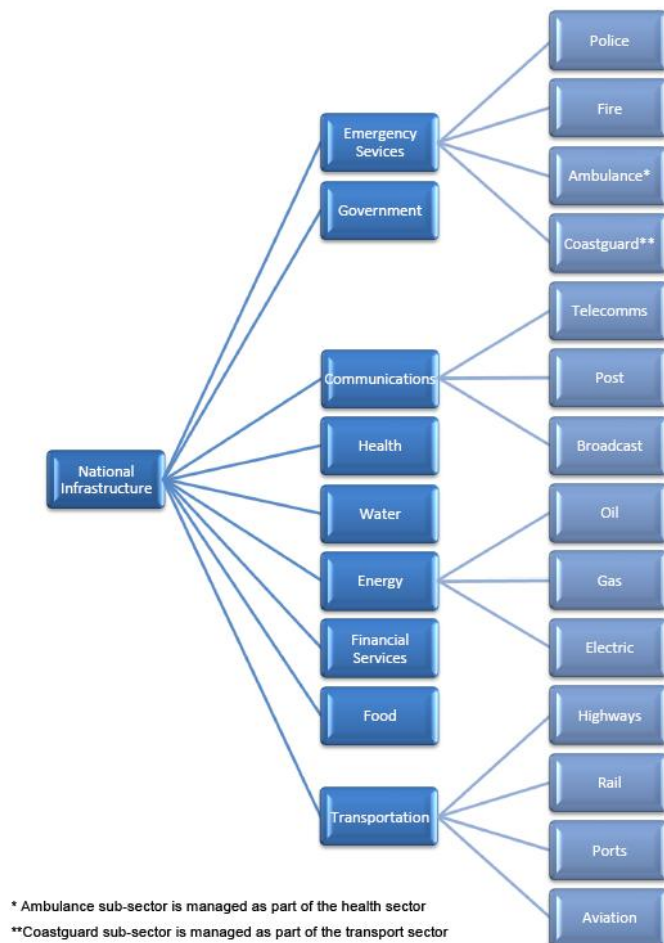 Police
Fire
Emergency
Sevices
Ambulance*
Government
Coastguard**
Telecomms
Communications
Post
Health
Broadcast
National
Infrastructure
Water
Oil
Energy
Gas
Financial
Services
Electric
Food
Highways
Rail
Transportation
Ports
Aviation
* Ambulance sub-sector is managed as part of the health sector
**Coastguard sub-sector is managed as part of the transport sector